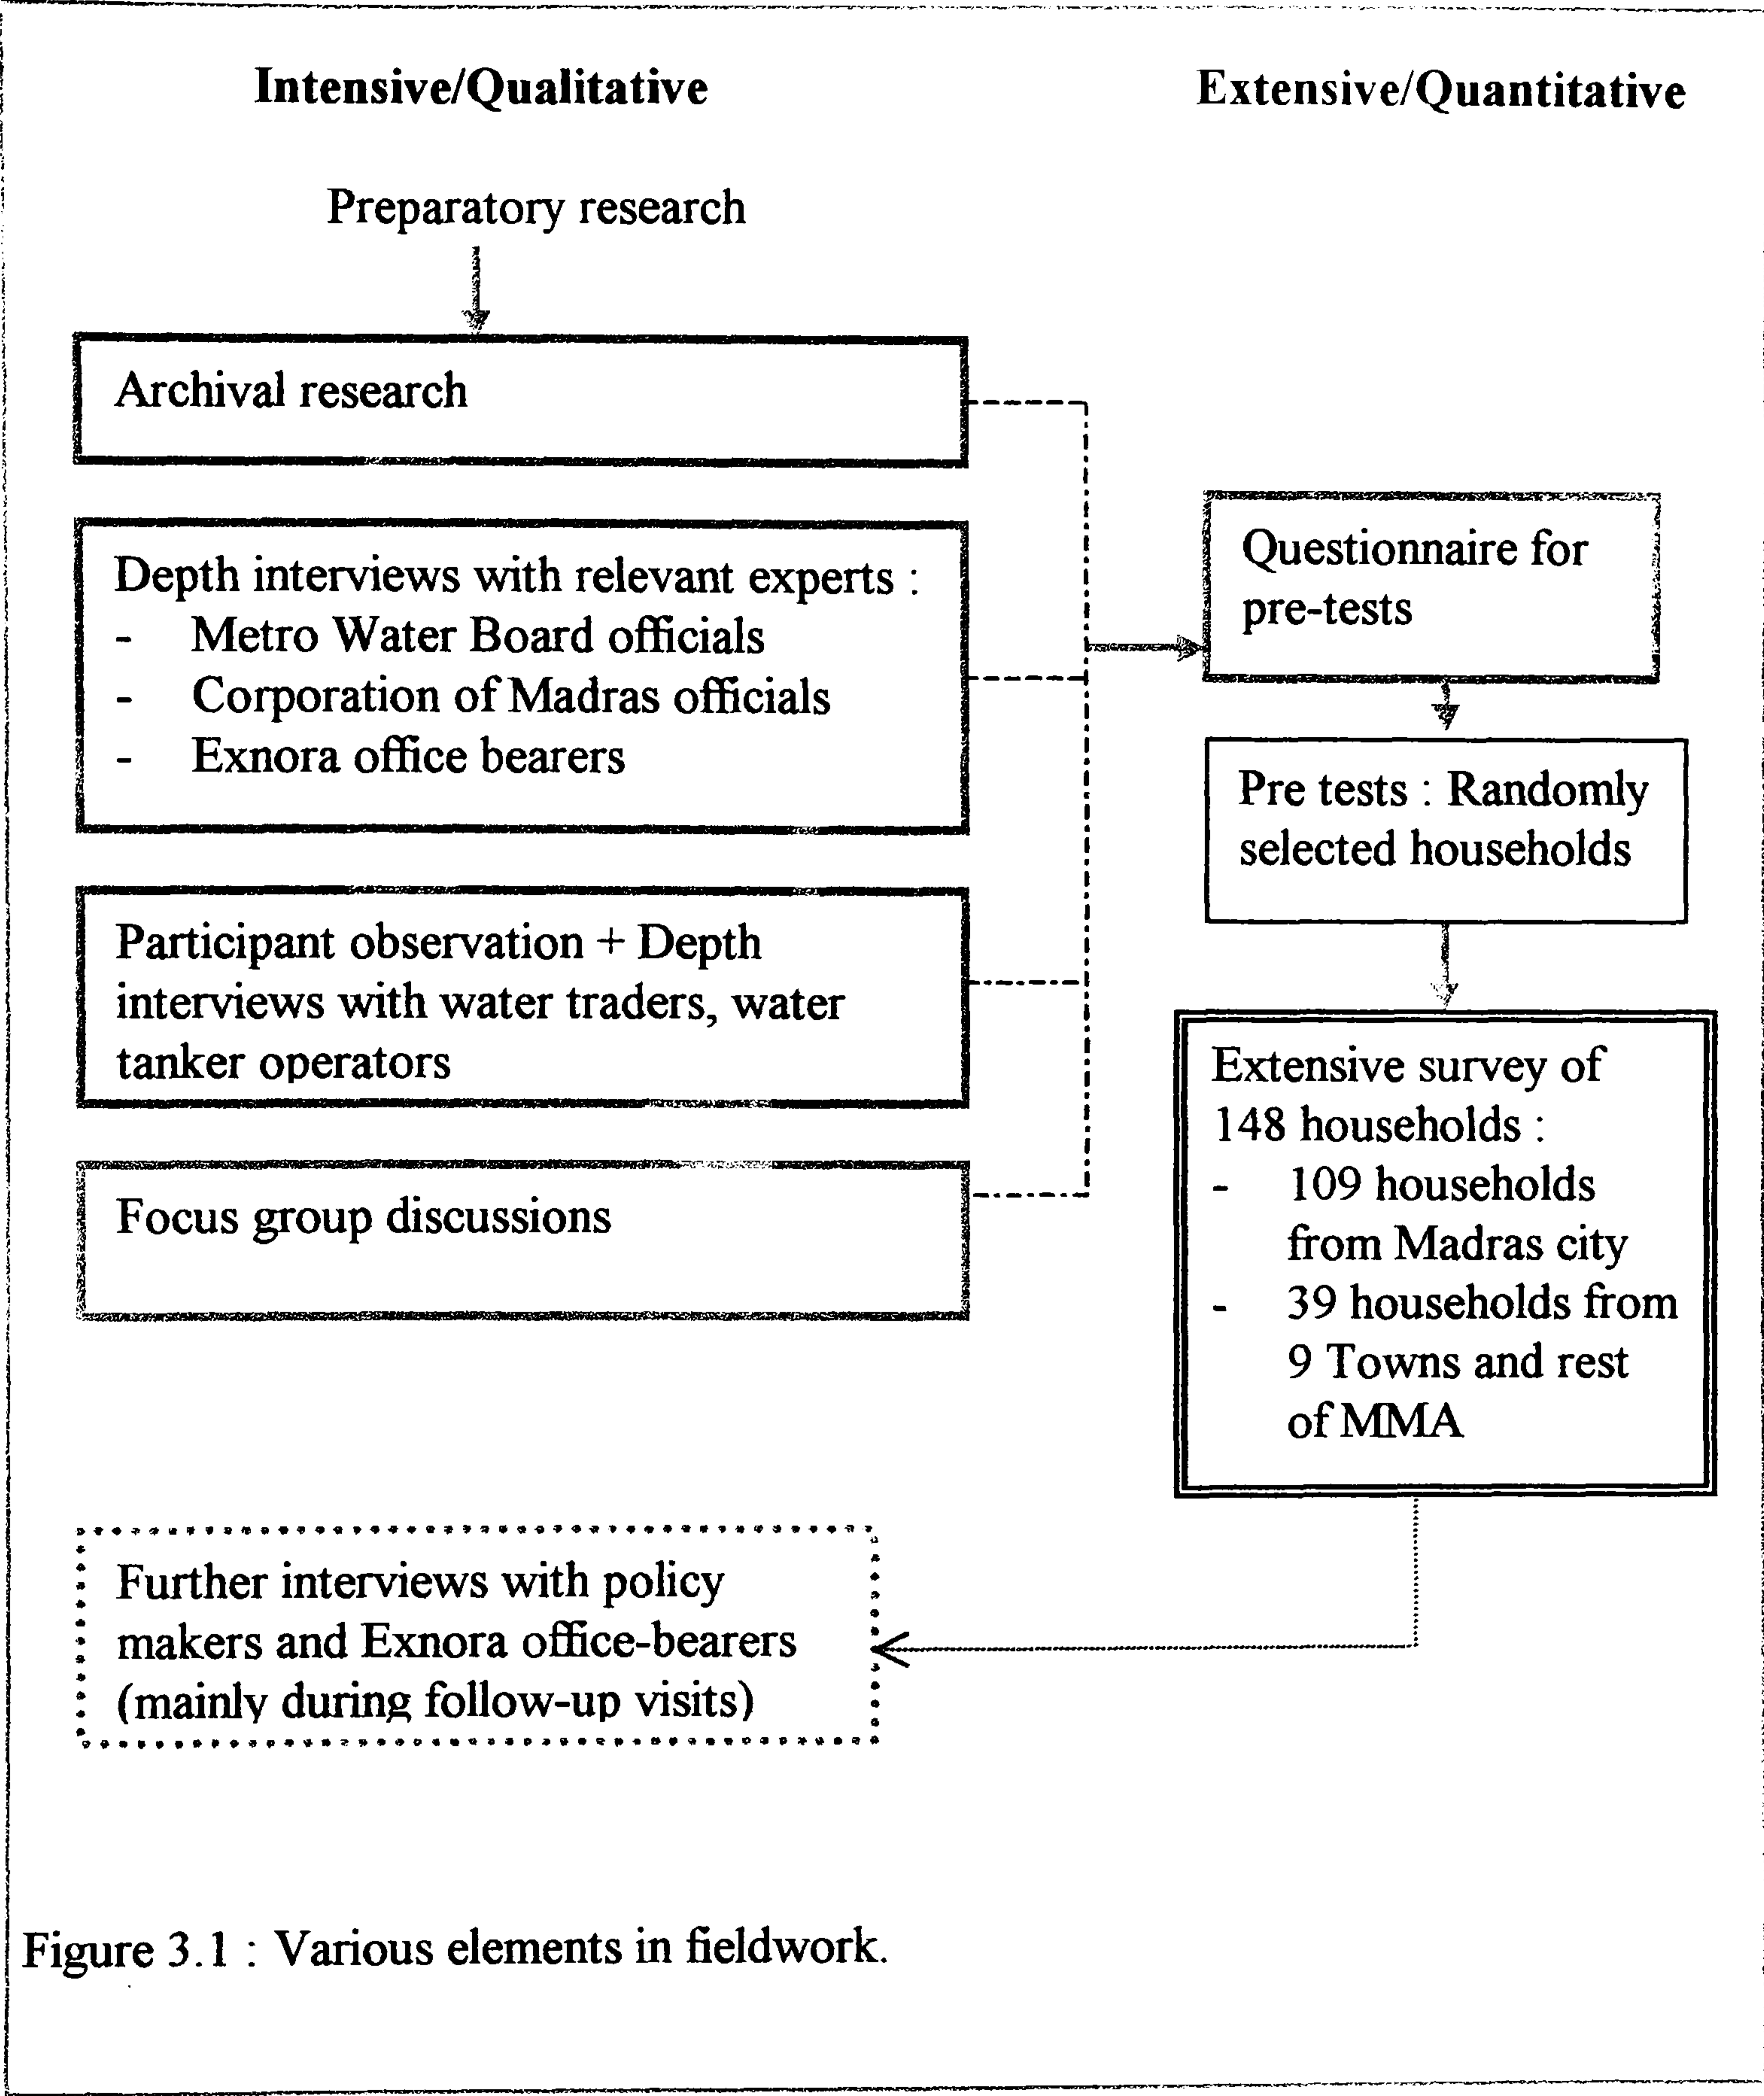 Intensive/Qualitative
Extensive/Quantitative
Preparatory research
Archival research
Depth interviews with relevant experts :
- Metro Water Board officials
- Corporation of Madras officials
- Exnora office bearers
Participant observation + Depth
interviews with water traders, water
tanker operators
Focus group discussions
Questionnaire for
pre-tests
Pre tests : Randomly
selected households
Extensive survey of
148 households :
- 109 households
from Madras city
- 39 households from
9 Towns and rest
of MMA
Further interviews with policy
makers and Exnora office-bearers
(mainly during follow-up visits)
Figure 3.1 : Various elements in fieldwork.